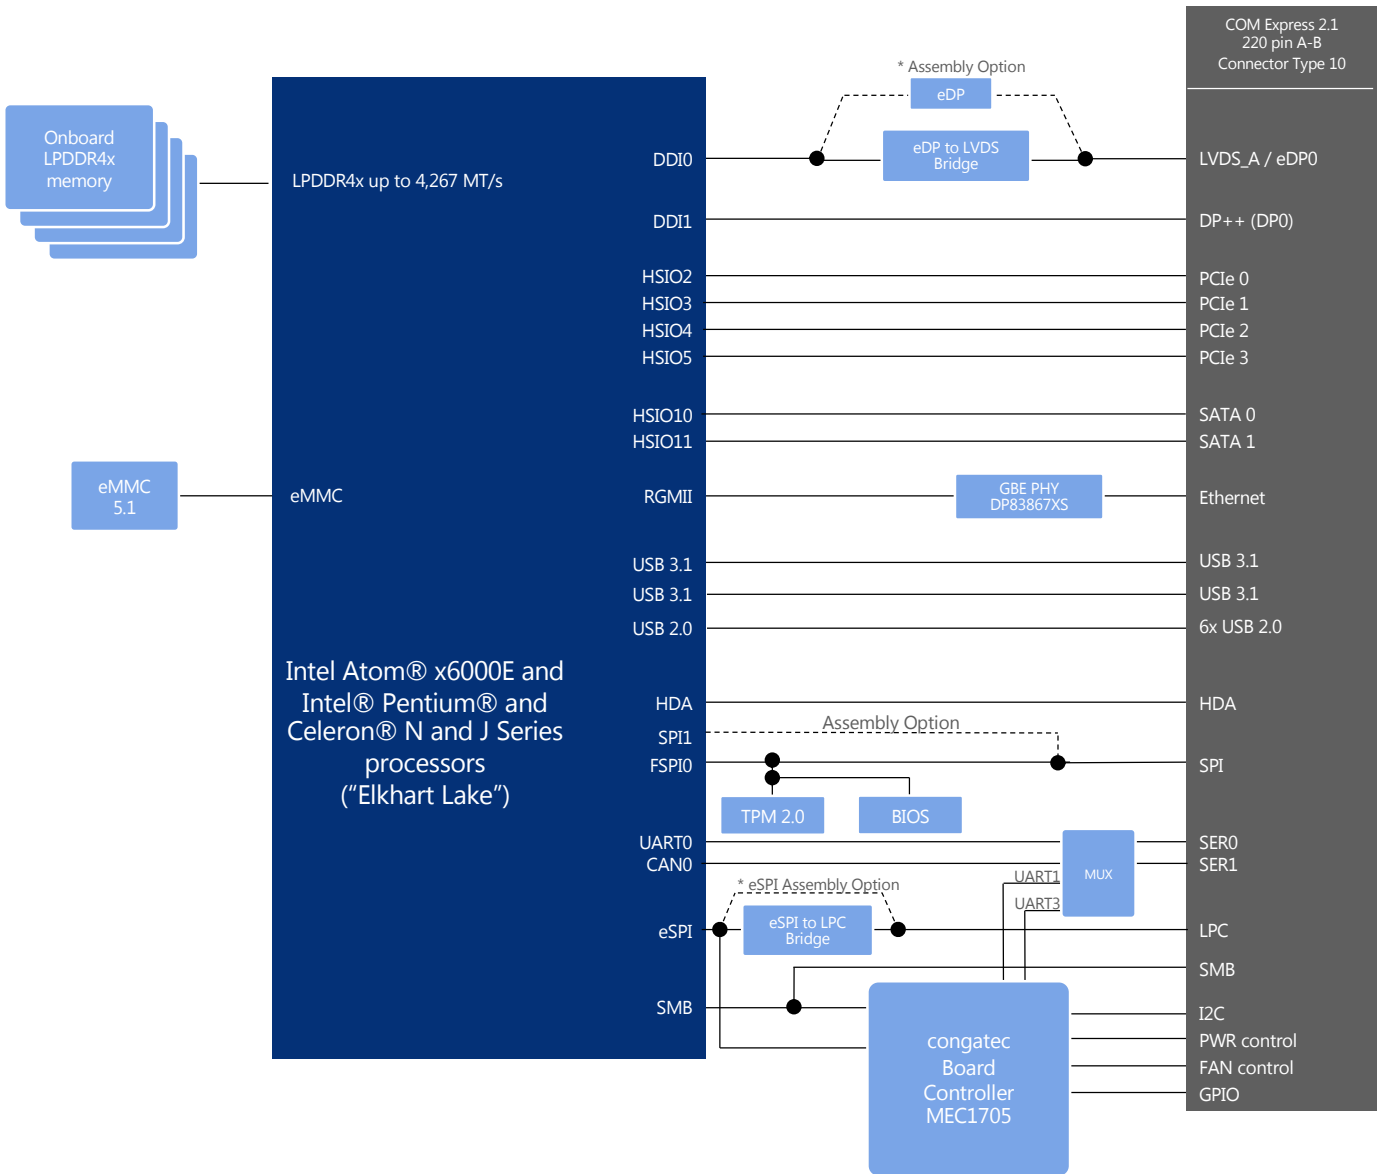 COM Express 2.1
220 pin A-B
Connector Type 10
* Assembly Option
eDP
Onboard
LPDDR4x
memory
LPDDR4x up to 4,267 MT/s
DDI0
eDP to LVDS
Bridge
LVDS_A / eDP0
DDI1
DP++ (DP0)
HSIO2
PCIe 0
HSIO3
PCIe 1
HSIO4
PCIe 2
HSIO5
PCIe 3
HSIO10
SATA 0
HSIO11
SATA 1
eMMC
5.1
eMMC
RGMII
GBE PHY
DP83867XS
Ethernet
USB 3.1
USB 3.1
USB 3.1
USB 3.1
USB 2.0
6x USB 2.0
Intel Atom® x6000E and
Intel® Pentium® and
Celeron® N and J Series
processors
(“Elkhart Lake”)
HDA
HDA
SPI1
Assembly Option
FSPI0
SPI
TPM 2.0
BIOS
UART0
SER0
CAN0
SER1
MUX
UART1
UART3
* eSPI Assembly Option
eSPI
eSPI to LPC
Bridge
LPC
SMB
SMB
congatec
Board
Controller
MEC1705
I2C
PWR control
FAN control
GPIO